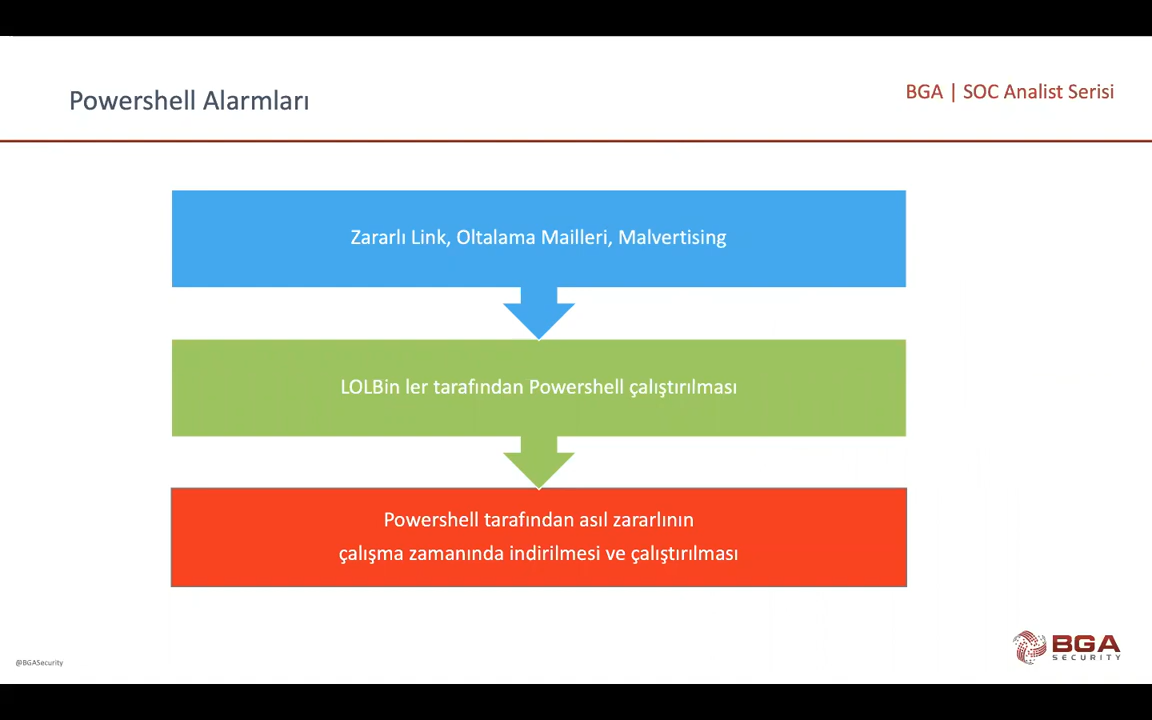 Powershell Alarmları
BGA | SOC Analist Serisi
Zararlı Link, Oltalama Mailleri, Malvertising
LOLBin ler tarafından Powershell çalıştırılması
Powershell tarafından asıl zararlının
çalışma zamanında indirilmesi ve çalıştırılması
@BGASecurity
BGA
SECURITY